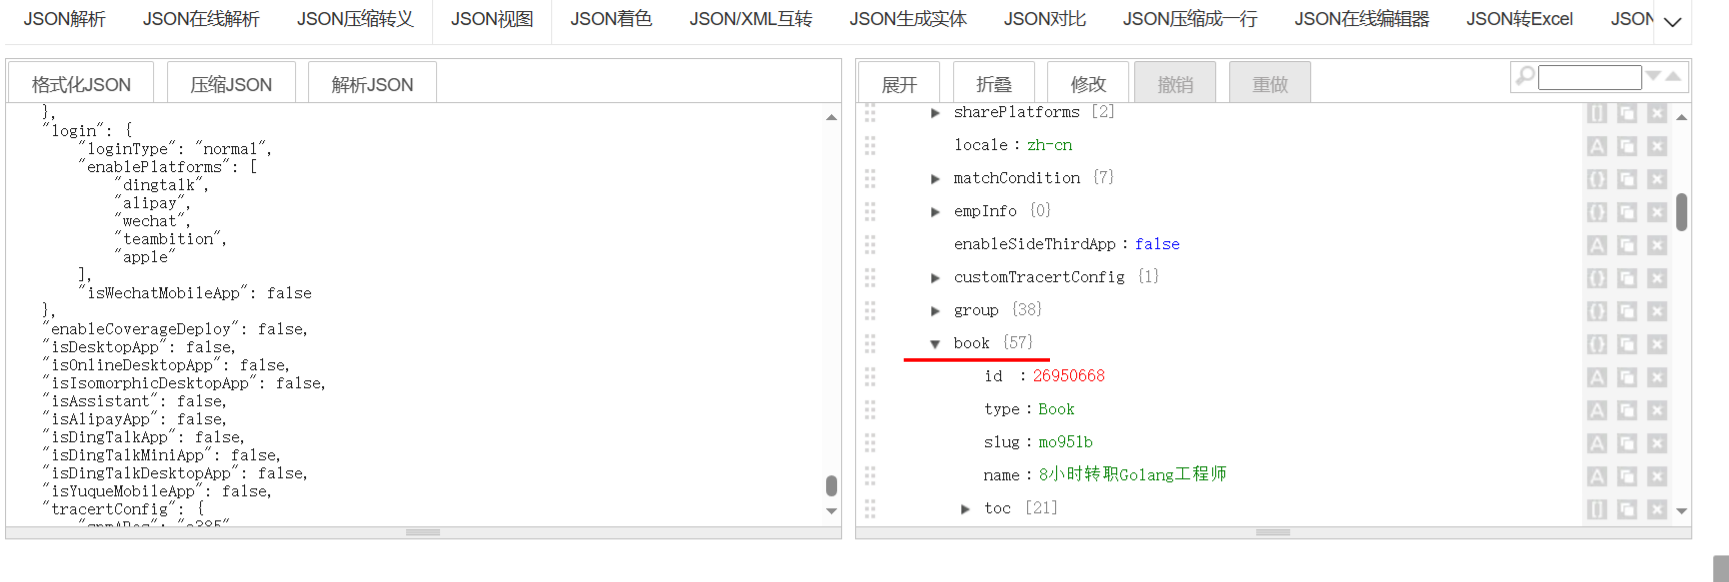 JSON解析 JSON在线解析 JSON压缩转义 JSON视图 JSON着色 JSON/XML互转 JSON生成实体 JSON对比 JSON压缩成一行 JSON在线编辑器 JSON转Excel JSON
格式化JSON 压缩JSON 解析JSON
},
"login": {
"loginType": "normal",
"enablePlatforms": [
"dingtalk",
"alipay",
"wechat",
"teambition",
"apple"
],
"isWechatMobileApp": false
},
"enableCoverageDeploy": false,
"isDesktopApp": false,
"isOnlineDesktopApp": false,
"isIsomorphicDesktopApp": false,
"isAssistant": false,
"isAlipayApp": false,
"isDingTalkApp": false,
"isDingTalkMiniApp": false,
"isDingTalkDesktopApp": false,
"isYuqueMobileApp": false,
"tracertConfig": {
展开 折叠 修改 撤销 重做
sharePlatforms [2]
locale : zh-cn
matchCondition {7}
empInfo {0}
enableSideThirdApp : false
customTracertConfig {1}
group {38}
book {57}
id : 26950668
type : Book
slug : mo95lb
name : 8小时转职Golang工程师
toc [21]